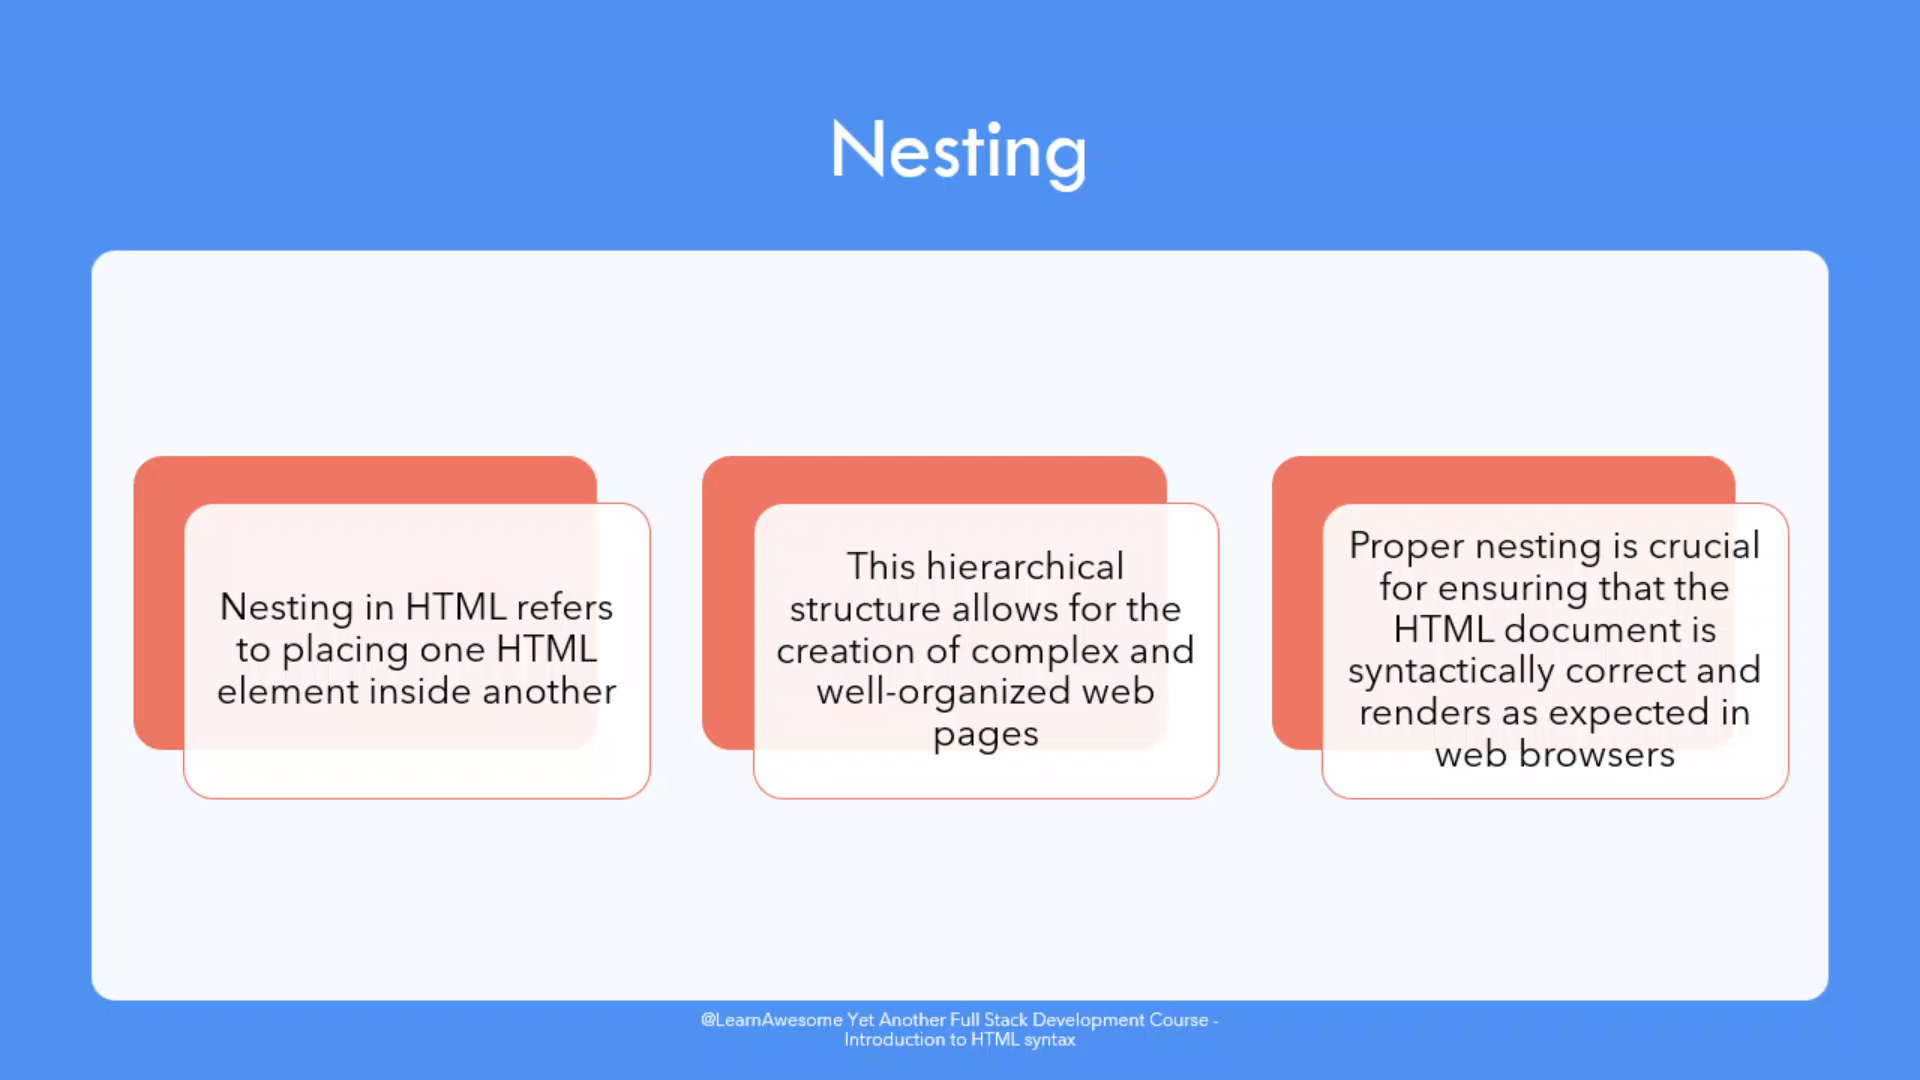 Nesting
Nesting in HTML refers
to placing one HTML
element inside another
This hierarchical
structure allows for the
creation of complex and
well-organized web
pages
Proper nesting is crucial
for ensuring that the
HTML document is
syntactically correct and
renders as expected in
web browsers
@LearnAwesome Yet Another Full Stack Development Course -
Introduction to HTML syntax